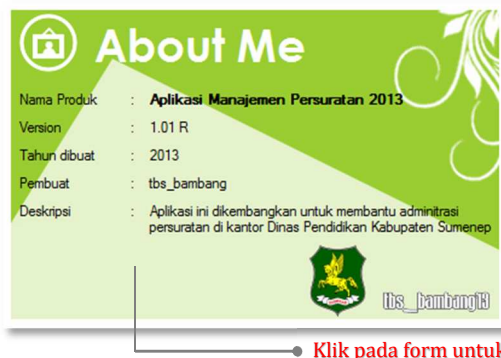 About Me
Nama Produk : Aplikasi Manajemen Persuratan 2013
Version : 1.01 R
Tahun dibuat : 2013
Pembuat : tbs_bambang
Deskripsi : Aplikasi ini dikembangkan untuk membantu adminitrasi
persuratan di kantor Dinas Pendidikan Kabupaten Sumenep
tbs_bambang13
Klik pada form untuk